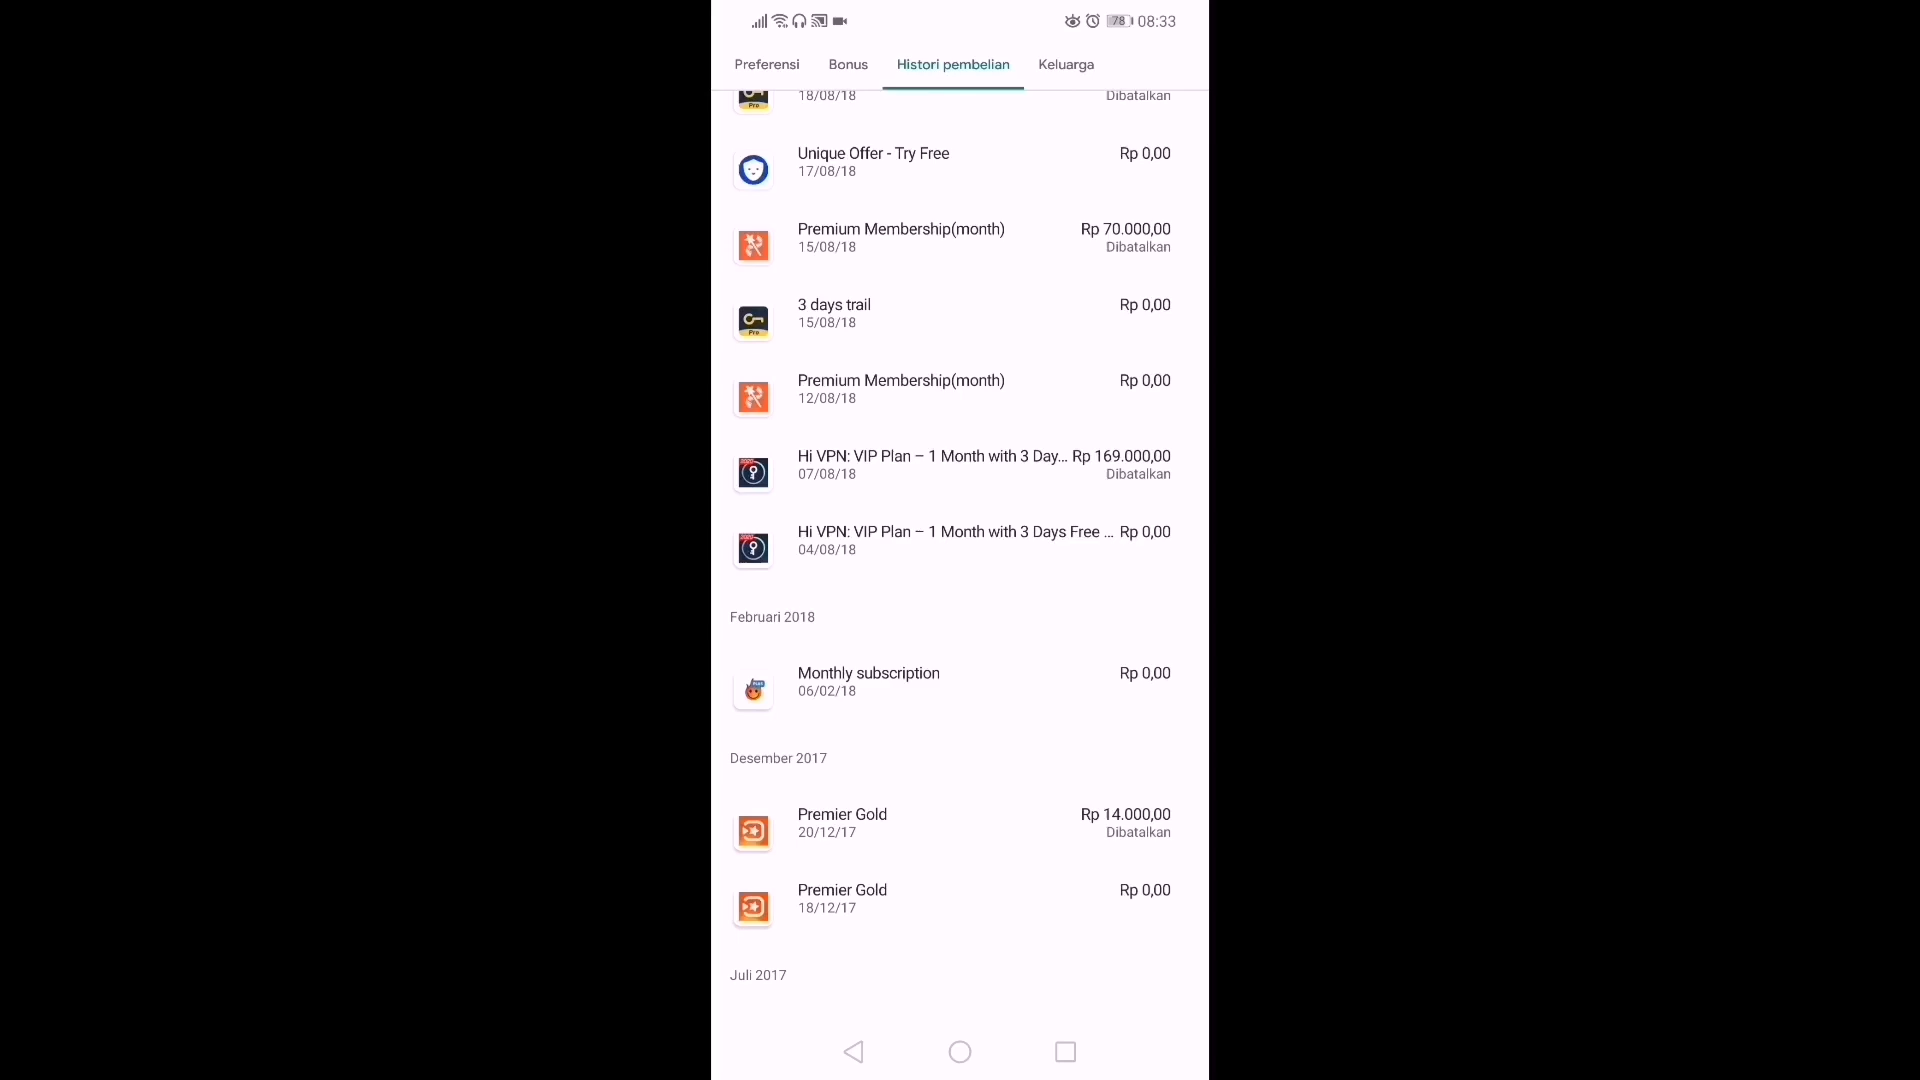 78 08:33
Preferensi Bonus Histori pembelian Keluarga
18/08/18 Dibatalkan
Pro
Unique Offer - Try Free Rp 0,00
17/08/18
Premium Membership(month) Rp 70.000,00
15/08/18 Dibatalkan
3 days trail Rp 0,00
15/08/18
Pro
Premium Membership(month) Rp 0,00
12/08/18
Hi VPN: VIP Plan – 1 Month with 3 Day... Rp 169.000,00
07/08/18 Dibatalkan
Hi VPN: VIP Plan – 1 Month with 3 Days Free ... Rp 0,00
04/08/18
Februari 2018
Monthly subscription Rp 0,00
06/02/18
Desember 2017
Premier Gold Rp 14.000,00
20/12/17 Dibatalkan
Premier Gold Rp 0,00
18/12/17
Juli 2017